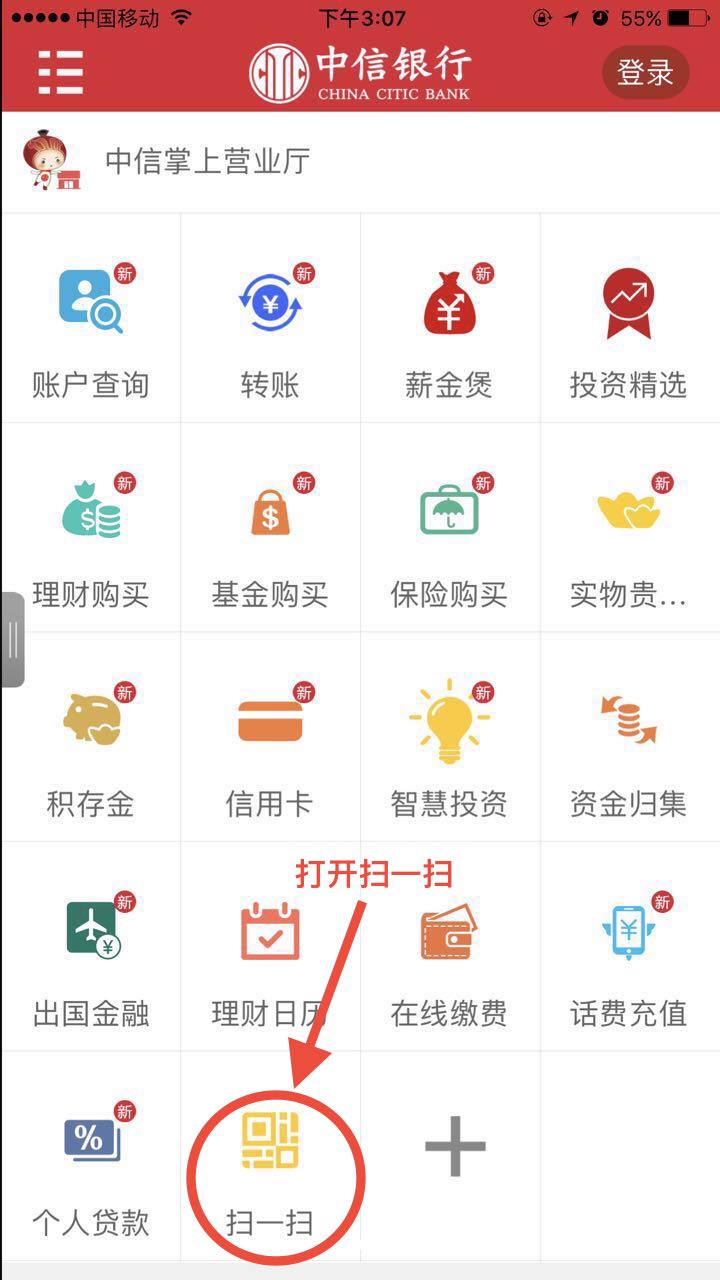 中国移动 下午3:07 55%
中信银行 登录
CHINA CITIC BANK
中信掌上营业厅
新 新 新
账户查询 转账 薪金煲 投资精选
新 新 新 新
理财购买 基金购买 保险购买 实物贵...
新 新 新
积存金 信用卡 智慧投资 资金归集
打开扫一扫
新 新
出国金融 理财日历 在线缴费 话费充值
新
个人贷款 扫一扫